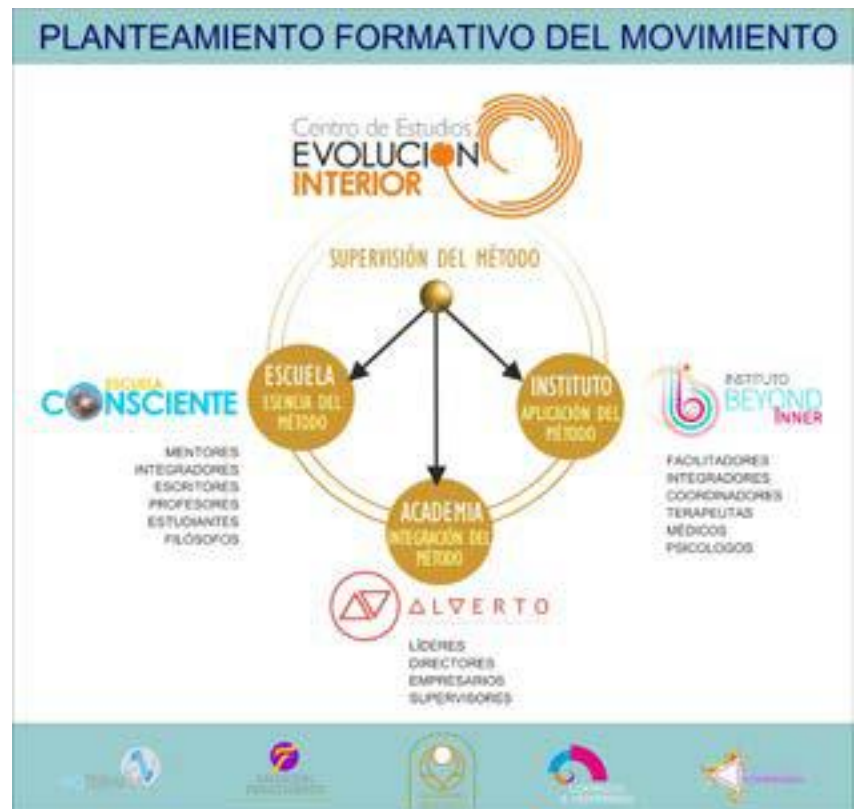 PLANTEAMIENTO FORMATIVO DEL MOVIMIENTO
Centro de Estudios
EVOLUCION
INTERIOR
SUPERVISIÓN DEL MÉTODO
ESCUELA
CONSCIENTE
MENTORES
INTEGRADORES
ESCRITORES
PROFESORES
ESTUDIANTES
FILÓSOFOS
ESCUELA
ESENCIA DEL
MÉTODO
INSTITUTO
APLICACIÓN DEL
MÉTODO
INSTITUTO
BEYOND
INNER
FACILITADORES
INTEGRADORES
COORDINADORES
TERAPEUTAS
MÉDICOS
PSICOLOGOS
ACADEMIA
INTEGRACIÓN DEL
MÉTODO
ALVERTO
LÍDERES
DIRECTORES
EMPRESARIOS
SUPERVISORES